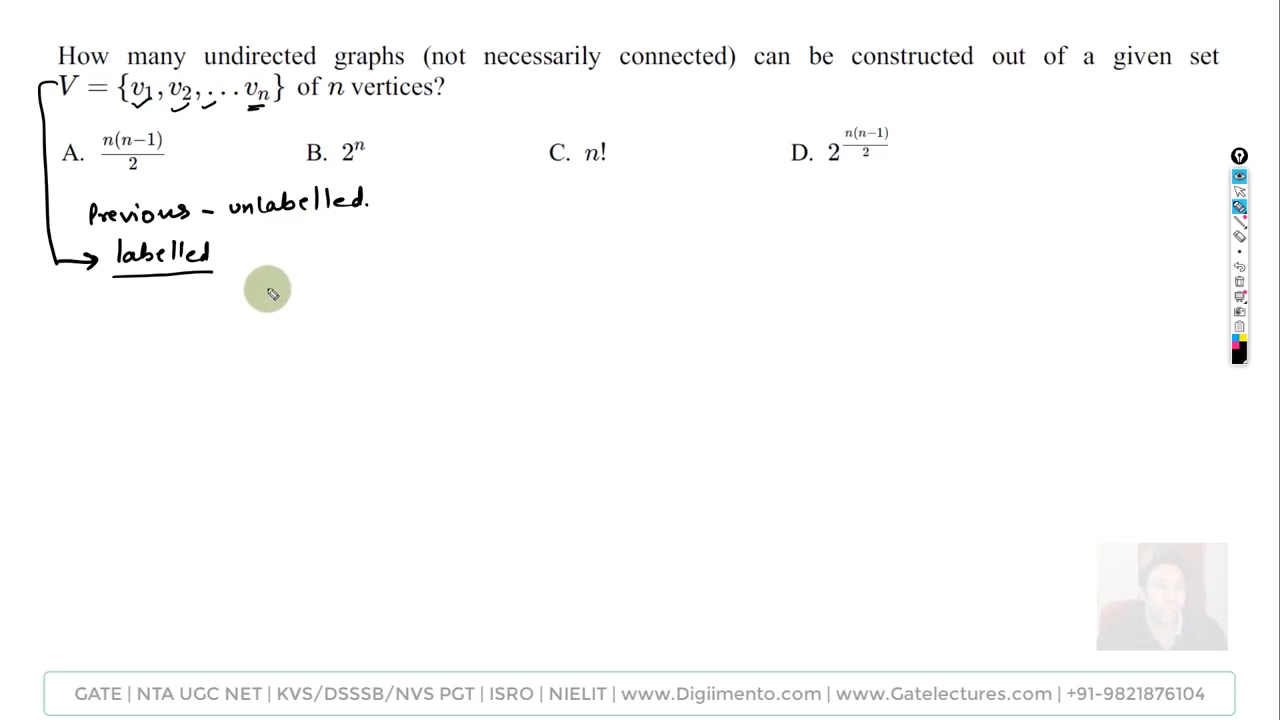 How many undirected graphs (not necessarily connected) can be constructed out of a given set
V = {v₁, v₂, … vₙ} of n vertices?
A. n(n−1)/2 B. 2ⁿ C. n! D. 2^(n(n−1)/2)
Previous - unlabelled.
labelled
GATE | NTA UGC NET | KVS/DSSSB/NVS PGT | ISRO | NIELIT | www.Digiimento.com | www.Gatelectures.com | +91-9821876104